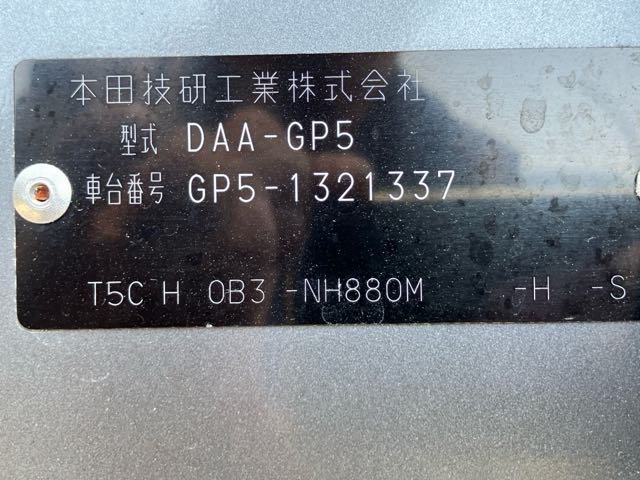 本田技研工業株式会社
型式 DAA-GP5
車台番号 GP5-1321337
T5C H 0B3 -NH880M -H -S